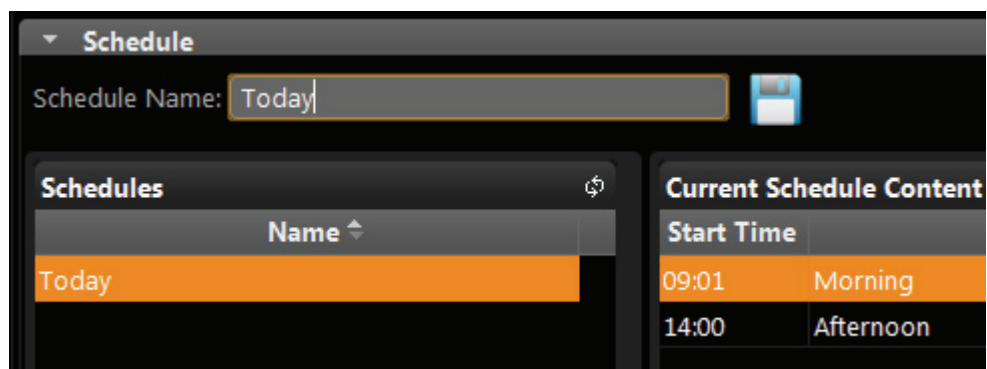 Schedule
Schedule Name: Today
Schedules
Name
Today
Current Schedule Content
Start Time
09:01 Morning
14:00 Afternoon